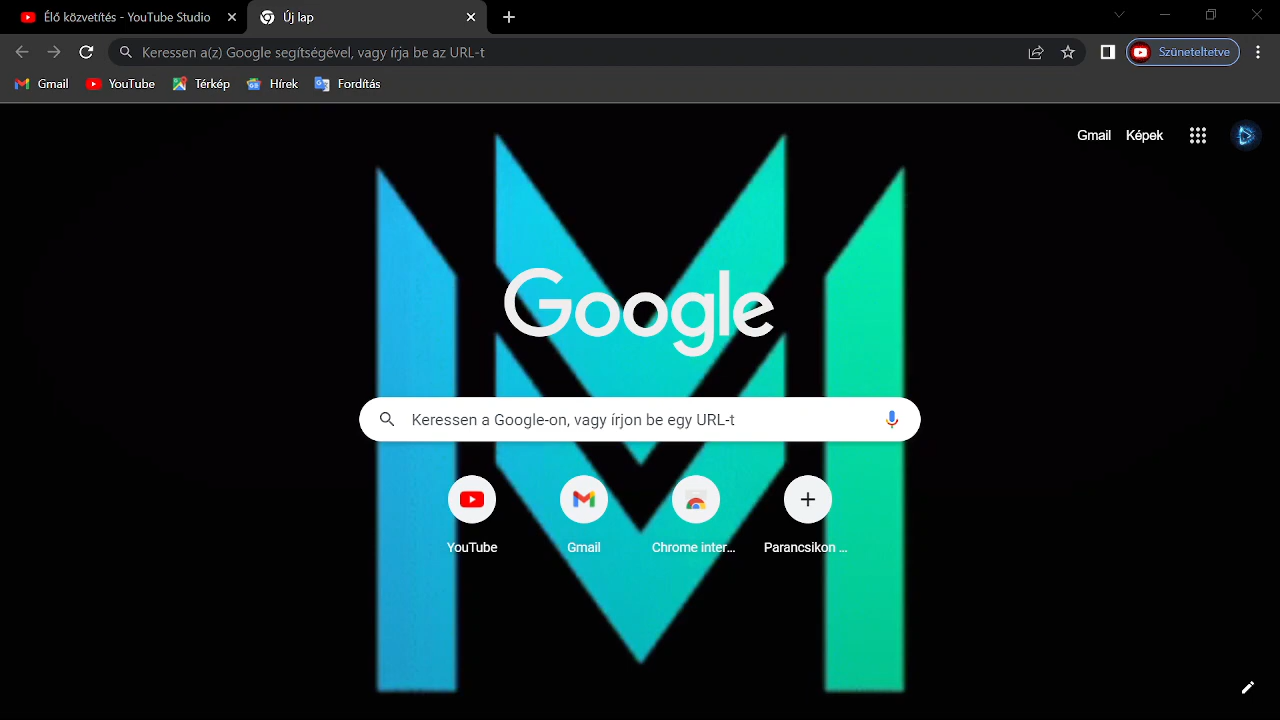 Élő közvetítés - YouTube Studio
Új lap
Keressen a(z) Google segítségével, vagy írja be az URL-t
Szüneteltetve
Gmail
YouTube
Térkép
Hírek
Fordítás
Gmail
Képek
Google
Keressen a Google-on, vagy írjon be egy URL-t
YouTube
Gmail
Chrome inter...
Parancsikon ...